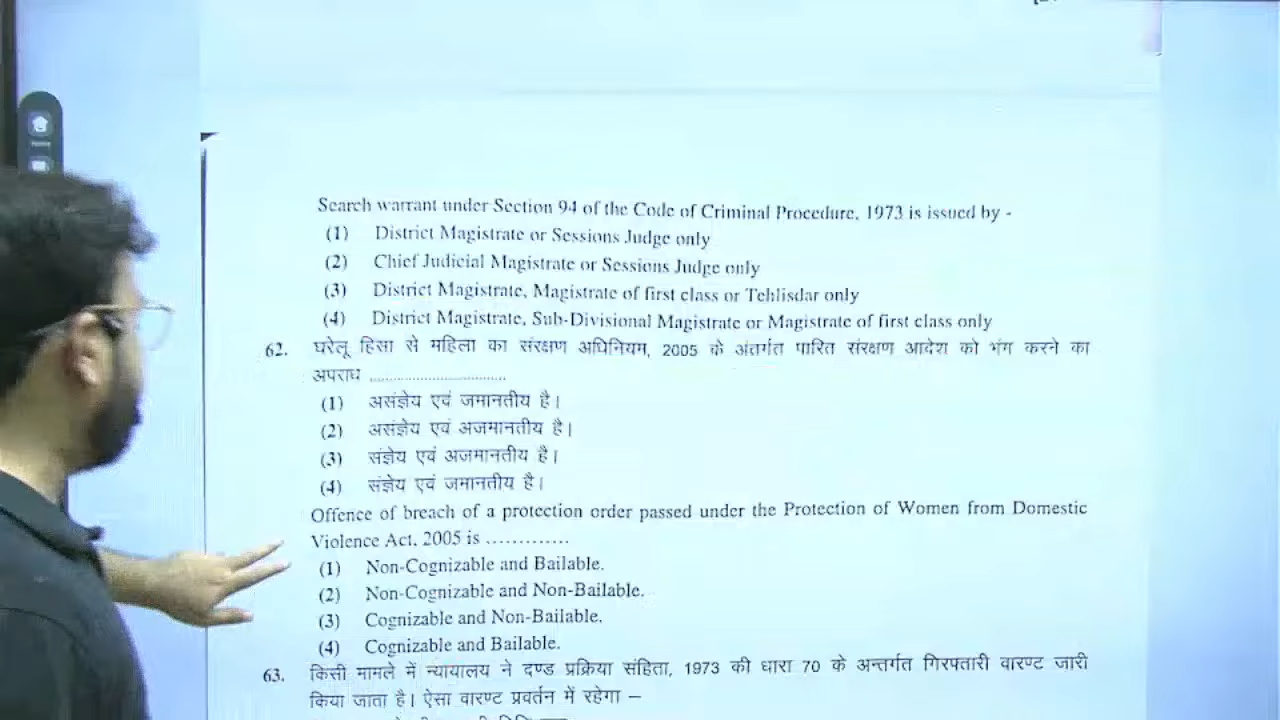 Search warrant under Section 94 of the Code of Criminal Procedure, 1973 is issued by -
(1) District Magistrate or Sessions Judge only
(2) Chief Judicial Magistrate or Sessions Judge only
(3) District Magistrate, Magistrate of first class or Tehlisdar only
(4) District Magistrate, Sub-Divisional Magistrate or Magistrate of first class only
62. घरेलू हिंसा से महिला का संरक्षण अधिनियम, 2005 के अंतर्गत पारित संरक्षण आदेश को भंग करने का
अपराध ..................................
(1) असंज्ञेय एवं जमानतीय है।
(2) असंज्ञेय एवं अजमानतीय है।
(3) संज्ञेय एवं अजमानतीय है।
(4) संज्ञेय एवं जमानतीय है।
Offence of breach of a protection order passed under the Protection of Women from Domestic
Violence Act, 2005 is .............
(1) Non-Cognizable and Bailable.
(2) Non-Cognizable and Non-Bailable.
(3) Cognizable and Non-Bailable.
(4) Cognizable and Bailable.
63. किसी मामले में न्यायालय ने दण्ड प्रक्रिया संहिता, 1973 की धारा 70 के अन्तर्गत गिरफ्तारी वारण्ट जारी
किया जाता है। ऐसा वारण्ट प्रवर्तन में रहेगा –